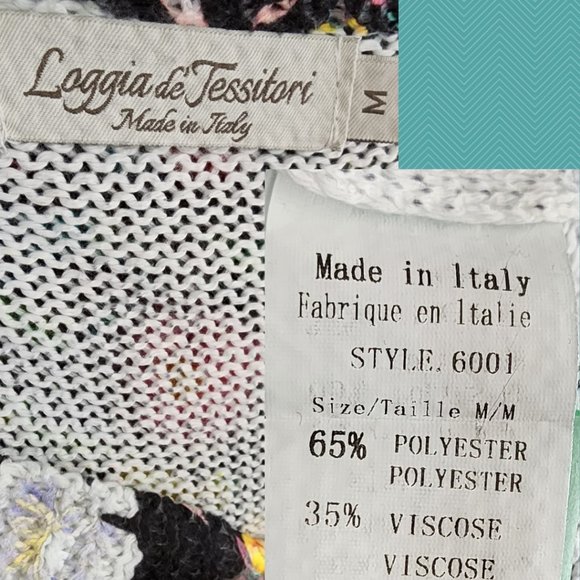 Loggia de' Tessitori
Made in Italy
M
Made in Italy
Fabrique en Italie
STYLE. 6001
Size/Taille M/M
65% POLYESTER
POLYESTER
35% VISCOSE
VISCOSE